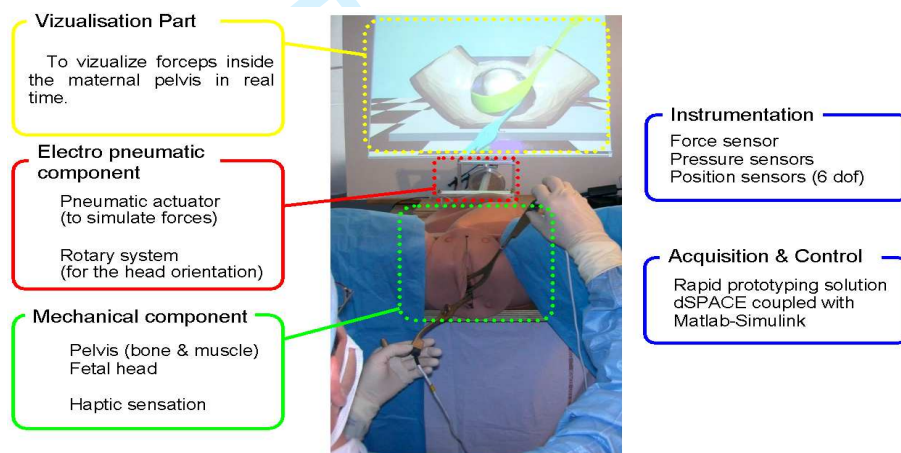 Vizualisation Part
To vizualize forceps inside
the maternal pelvis in real
time.
Electro pneumatic
component
Pneumatic actuator
(to simulate forces)
Rotary system
(for the head orientation)
Mechanical component
Pelvis (bone & muscle)
Fetal head
Haptic sensation
Instrumentation
Force sensor
Pressure sensors
Position sensors (6 dof)
Acquisition & Control
Rapid prototyping solution
dSPACE coupled with
Matlab-Simulink